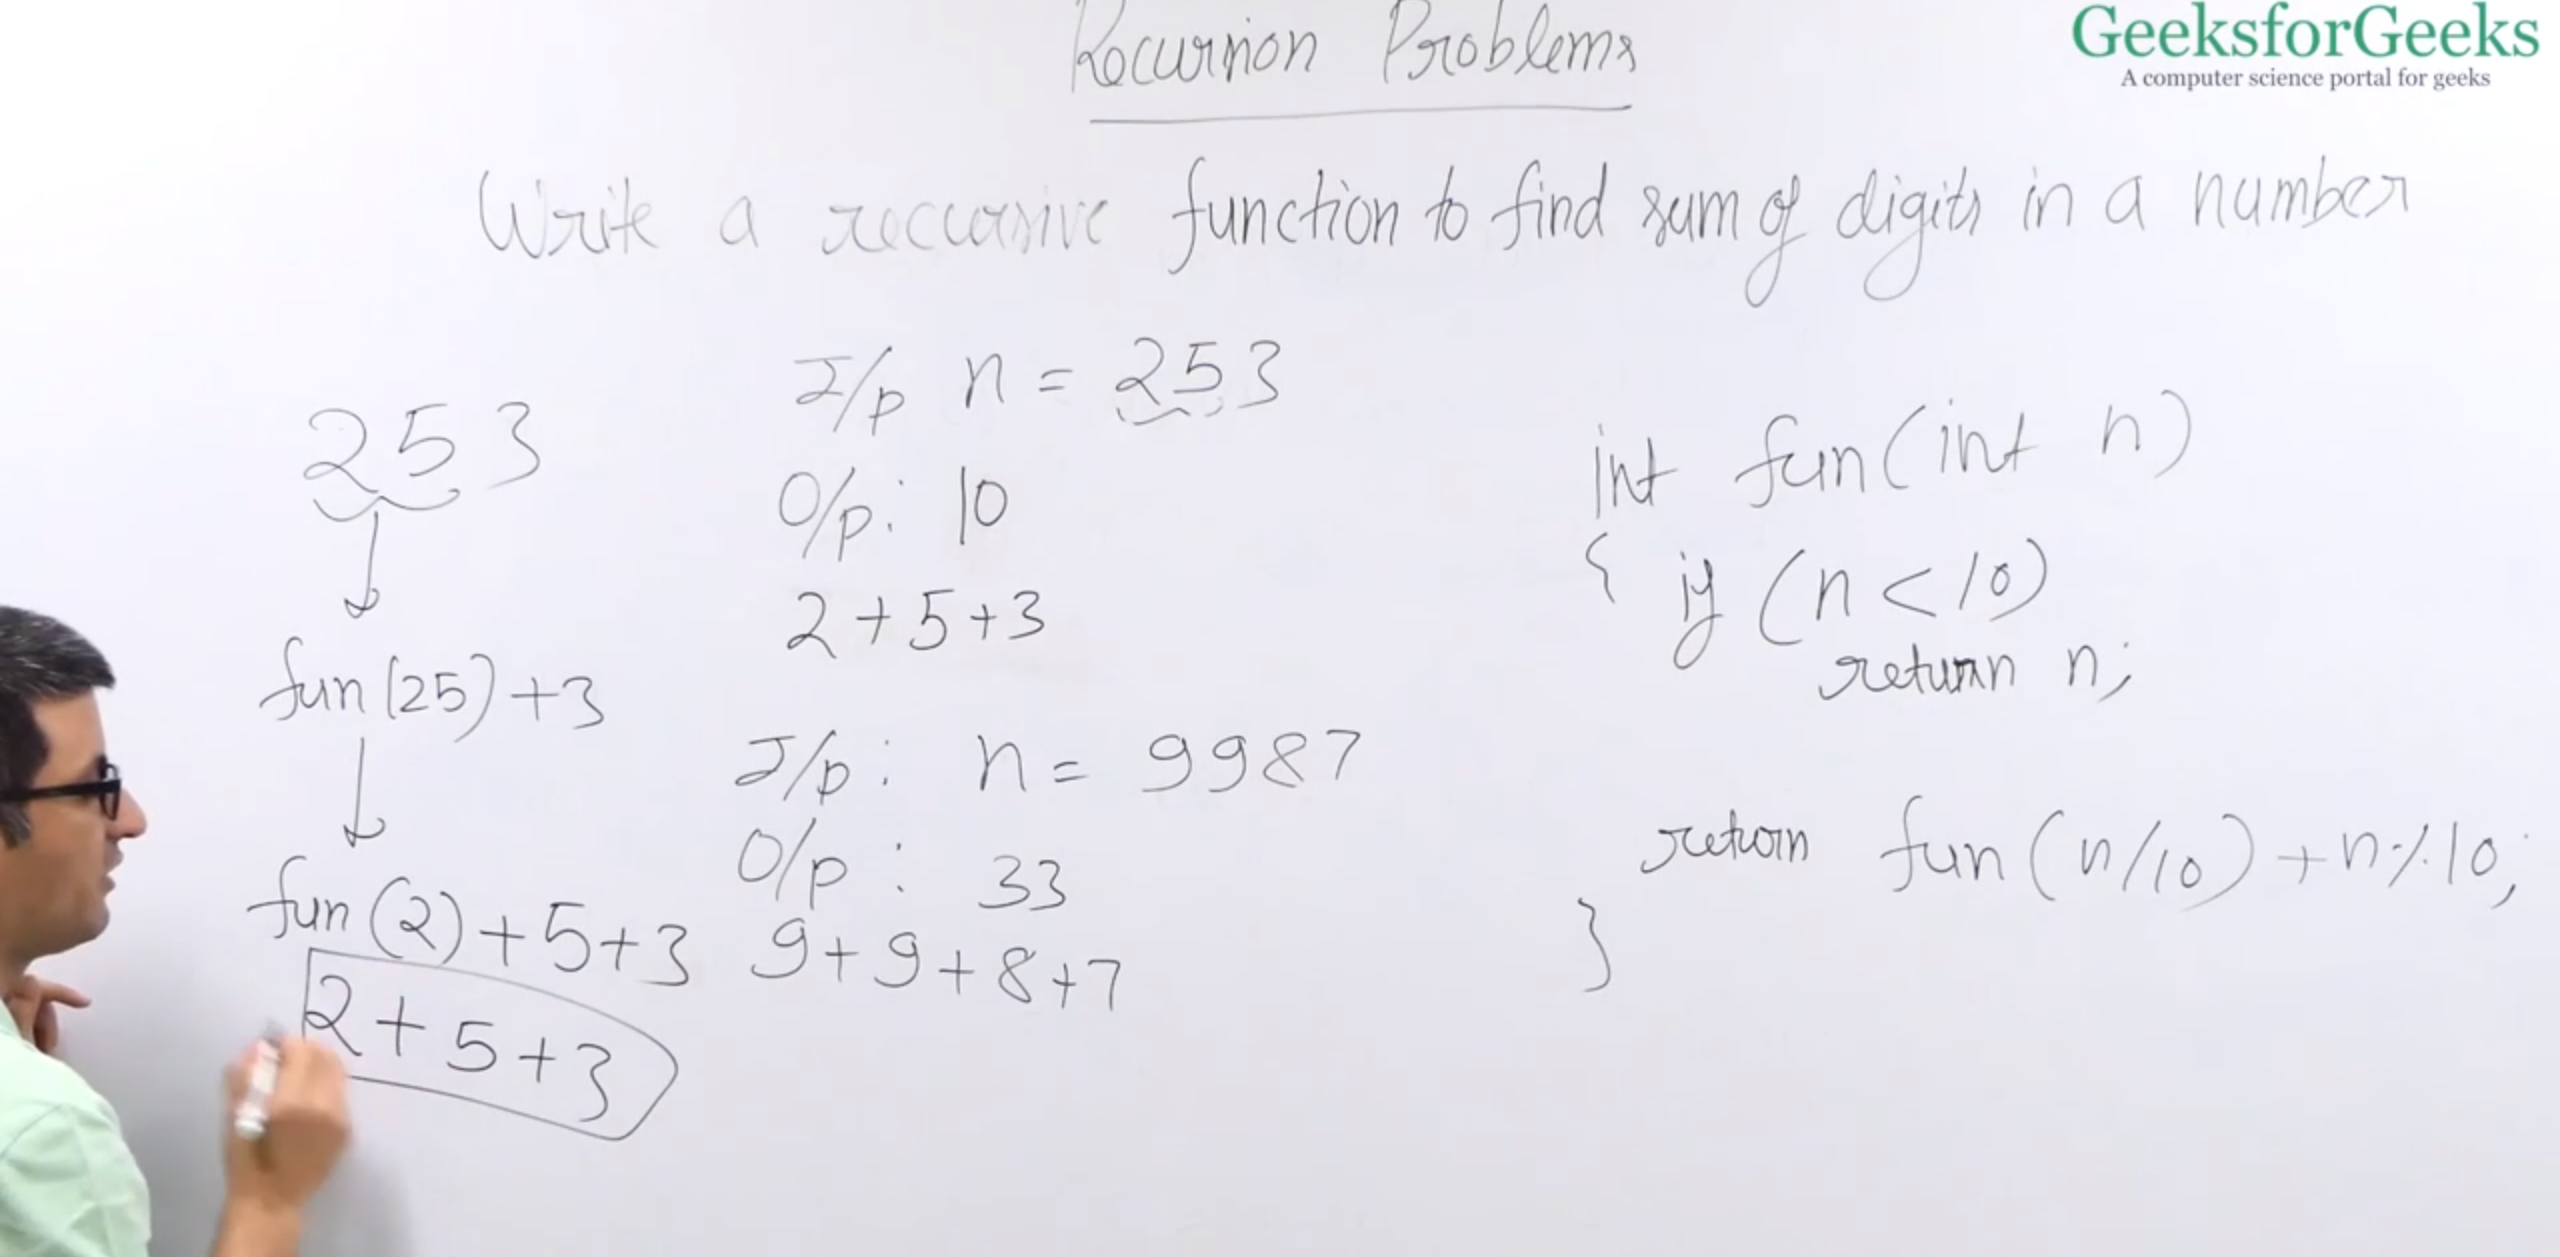 Recursion Problems
GeeksforGeeks
A computer science portal for geeks
Write a recursive function to find sum of digits in a number
253
fun(25)+3
fun(2)+5+3
2+5+3
I/p n = 253
O/p: 10
2+5+3
I/p: n = 9987
O/p: 33
9+9+8+7
int fun(int n)
{ if (n<10)
return n;
return fun(n/10)+n%10;
}